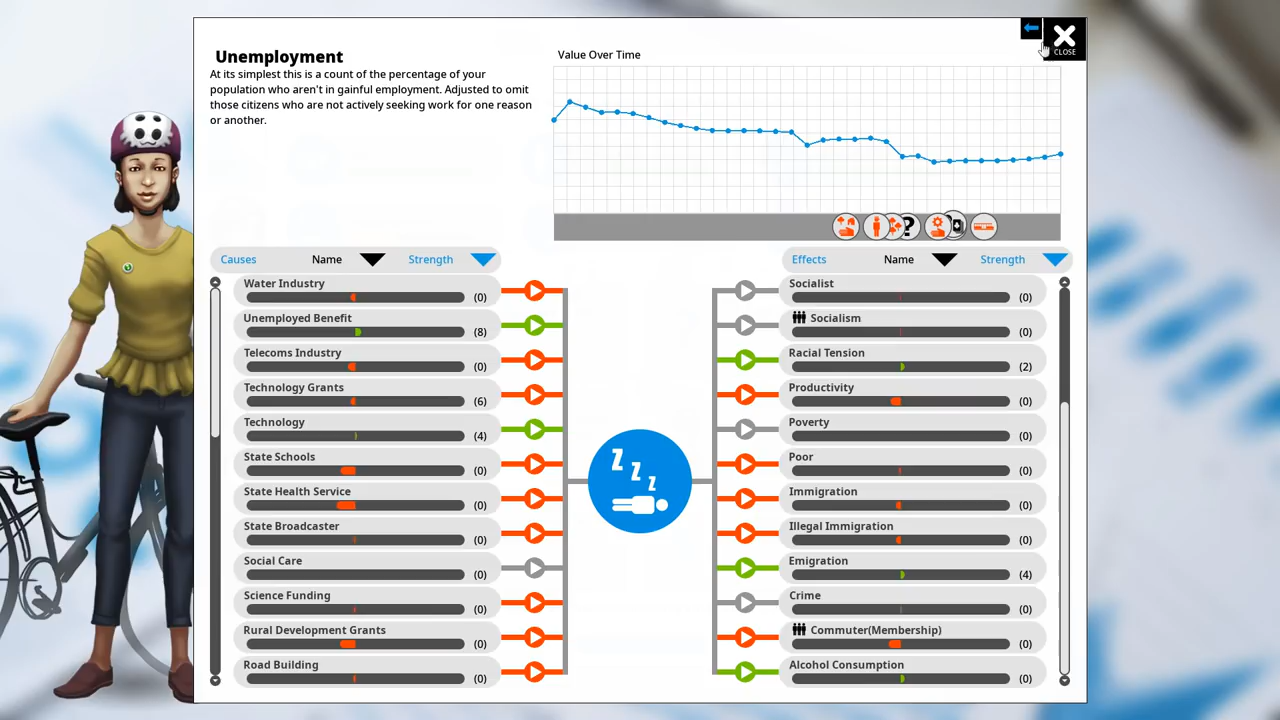 CLOSE
Unemployment
At its simplest this is a count of the percentage of your
population who aren't in gainful employment. Adjusted to omit
those citizens who are not actively seeking work for one reason
or another.
Value Over Time
?
Causes Name Strength
Water Industry
(0)
Unemployed Benefit
(8)
Telecoms Industry
(0)
Technology Grants
(6)
Technology
(4)
State Schools
(0)
State Health Service
(0)
State Broadcaster
(0)
Social Care
(0)
Science Funding
(0)
Rural Development Grants
(0)
Road Building
(0)
Z
Z
Z
Effects Name Strength
Socialist
(0)
Socialism
(0)
Racial Tension
(2)
Productivity
(0)
Poverty
(0)
Poor
(0)
Immigration
(0)
Illegal Immigration
(0)
Emigration
(4)
Crime
(0)
Commuter(Membership)
(0)
Alcohol Consumption
(0)